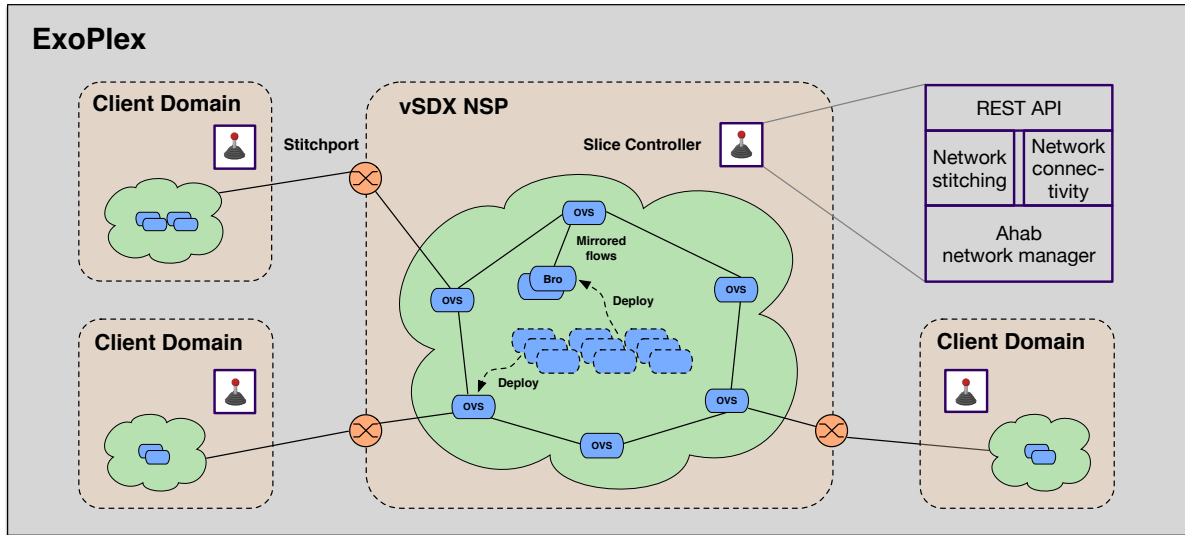 ExoPlex
Client Domain
Stitchport
vSDX NSP
Slice Controller
REST API
Network
stitching
Network
connec-
tivity
Ahab
network manager
OVS
Mirrored
flows
Bro
OVS
OVS
Deploy
Deploy
OVS
OVS
OVS
Client Domain
Client Domain